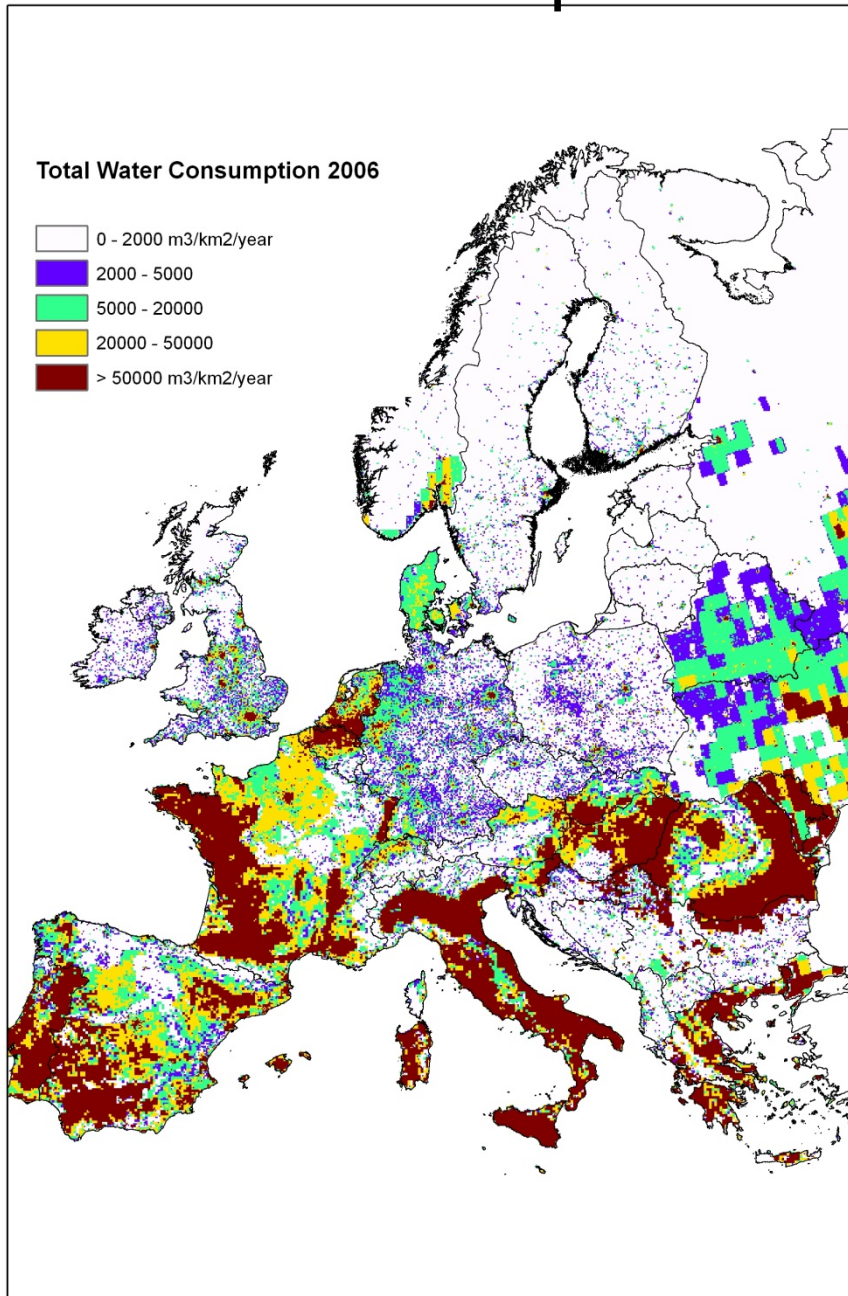 Total Water Consumption 2006
0 - 2000 m3/km2/year
2000 - 5000
5000 - 20000
20000 - 50000
> 50000 m3/km2/year